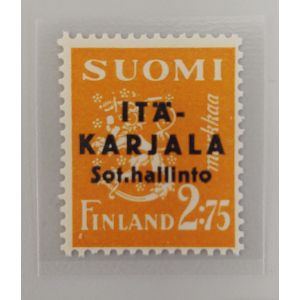 SUOMI
ITÄ-
KARJALA
Sot.hallinto
markkaa
FINLAND 2:75